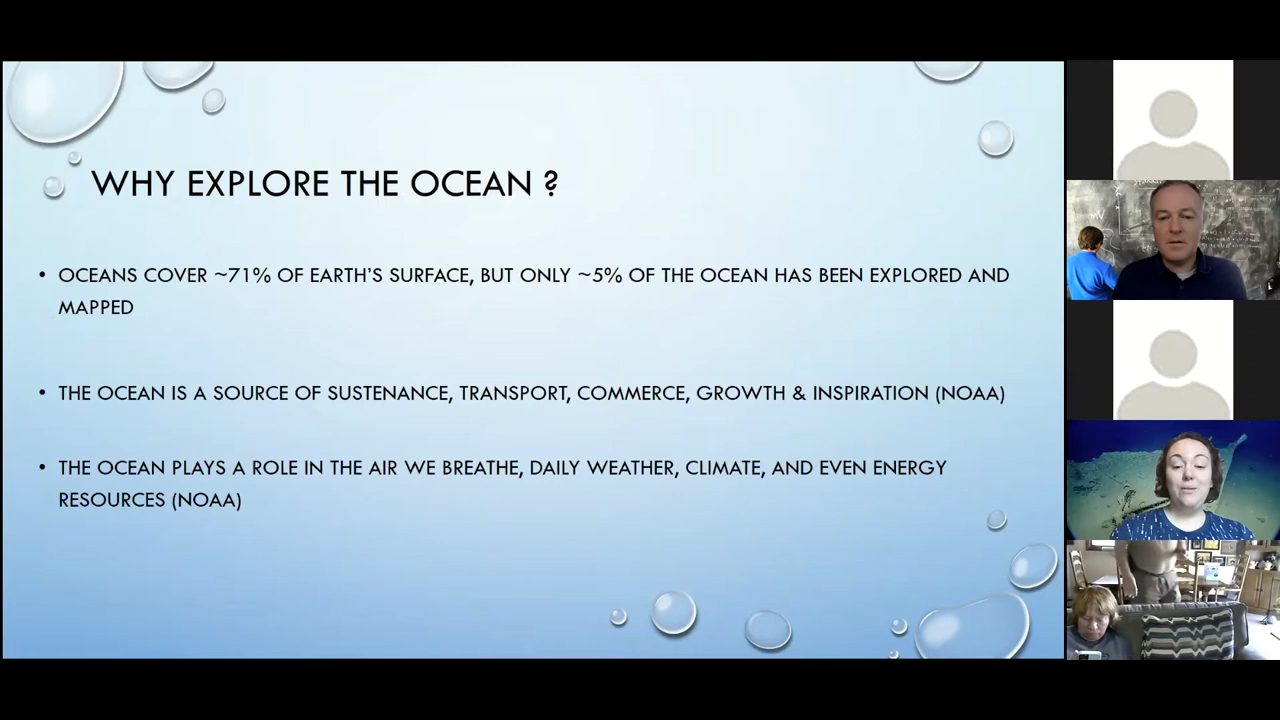 WHY EXPLORE THE OCEAN ?
• OCEANS COVER ~71% OF EARTH'S SURFACE, BUT ONLY ~5% OF THE OCEAN HAS BEEN EXPLORED AND
MAPPED
• THE OCEAN IS A SOURCE OF SUSTENANCE, TRANSPORT, COMMERCE, GROWTH & INSPIRATION (NOAA)
• THE OCEAN PLAYS A ROLE IN THE AIR WE BREATHE, DAILY WEATHER, CLIMATE, AND EVEN ENERGY
RESOURCES (NOAA)